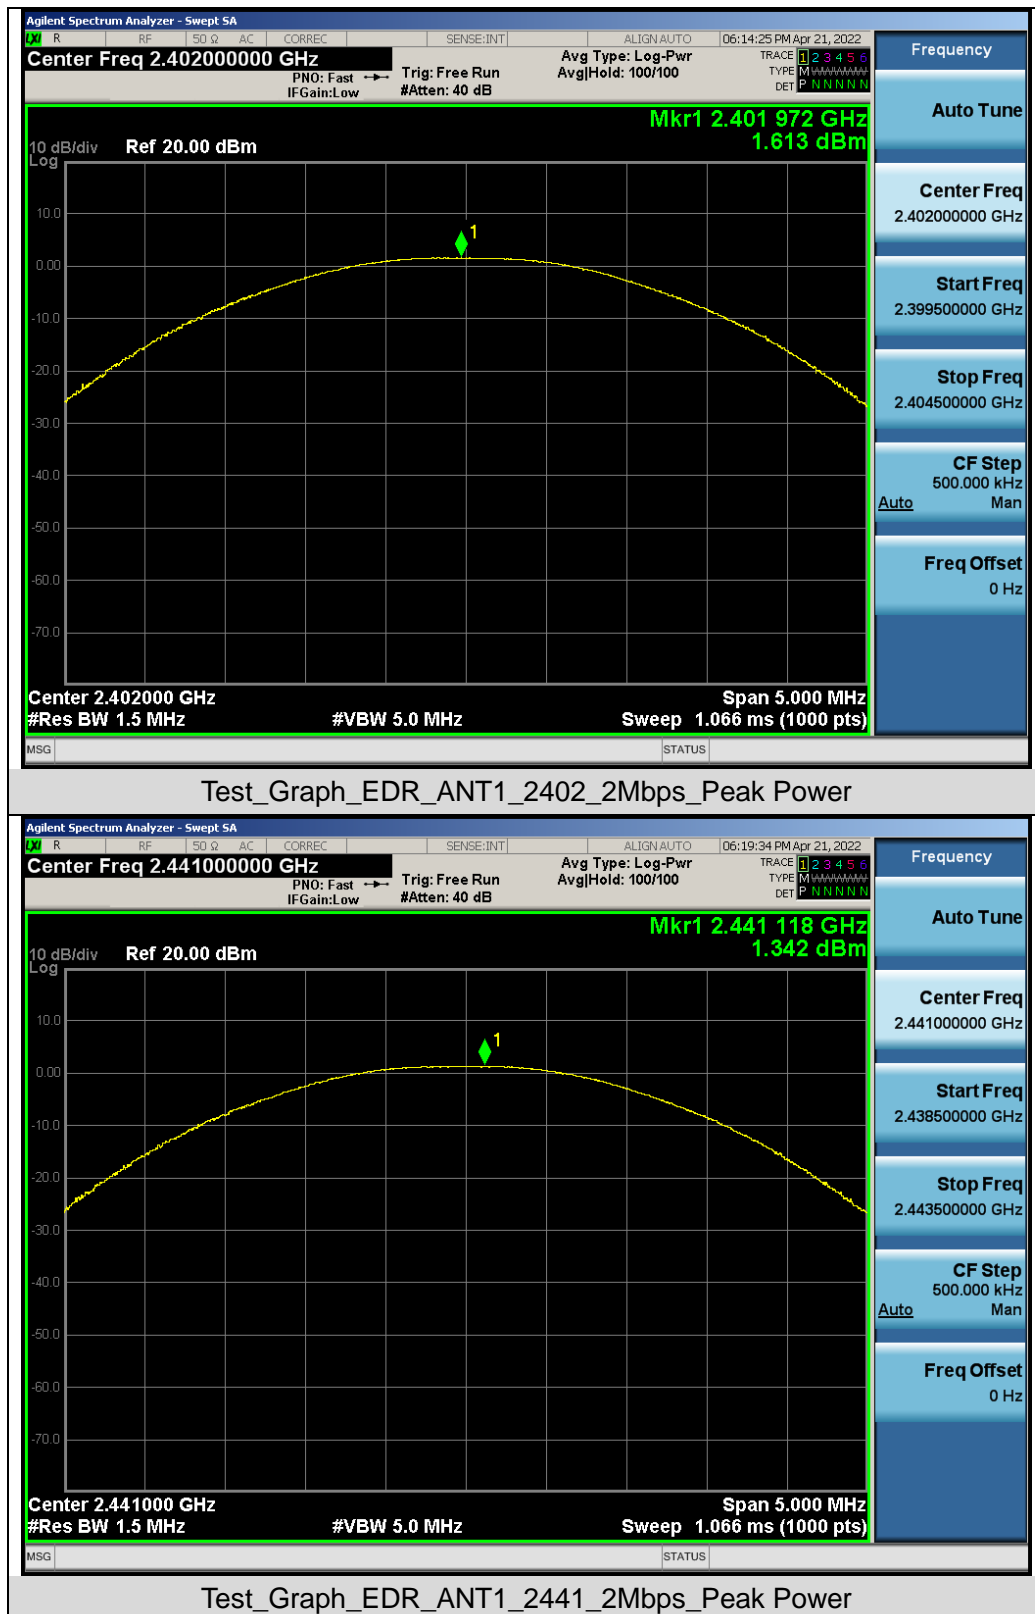 Agilent Spectrum Analyzer - Swept SA
LXI R RF 50 Ω AC CORREC SENSE:INT ALIGN AUTO 06:14:25 PM Apr 21, 2022
Center Freq 2.402000000 GHz
PNO: Fast
IFGain:Low
Trig: Free Run
#Atten: 40 dB
Avg Type: Log-Pwr
Avg|Hold: 100/100
TRACE 1 2 3 4 5 6
TYPE M WWWWW
DET P N N N N N
Mkr1 2.401 972 GHz
1.613 dBm
10 dB/div Ref 20.00 dBm
Log
1
10.0
0.00
-10.0
-20.0
-30.0
-40.0
-50.0
-60.0
-70.0
Center 2.402000 GHz Span 5.000 MHz
#Res BW 1.5 MHz #VBW 5.0 MHz Sweep 1.066 ms (1000 pts)
MSG STATUS
Frequency
Auto Tune
Center Freq
2.402000000 GHz
Start Freq
2.399500000 GHz
Stop Freq
2.404500000 GHz
CF Step
500.000 kHz
Auto Man
Freq Offset
0 Hz
Test_Graph_EDR_ANT1_2402_2Mbps_Peak Power
Agilent Spectrum Analyzer - Swept SA
LXI R RF 50 Ω AC CORREC SENSE:INT ALIGN AUTO 06:19:34 PM Apr 21, 2022
Center Freq 2.441000000 GHz
PNO: Fast
IFGain:Low
Trig: Free Run
#Atten: 40 dB
Avg Type: Log-Pwr
Avg|Hold: 100/100
TRACE 1 2 3 4 5 6
TYPE M WWWWW
DET P N N N N N
Mkr1 2.441 118 GHz
1.342 dBm
10 dB/div Ref 20.00 dBm
Log
1
10.0
0.00
-10.0
-20.0
-30.0
-40.0
-50.0
-60.0
-70.0
Center 2.441000 GHz Span 5.000 MHz
#Res BW 1.5 MHz #VBW 5.0 MHz Sweep 1.066 ms (1000 pts)
MSG STATUS
Frequency
Auto Tune
Center Freq
2.441000000 GHz
Start Freq
2.438500000 GHz
Stop Freq
2.443500000 GHz
CF Step
500.000 kHz
Auto Man
Freq Offset
0 Hz
Test_Graph_EDR_ANT1_2441_2Mbps_Peak Power